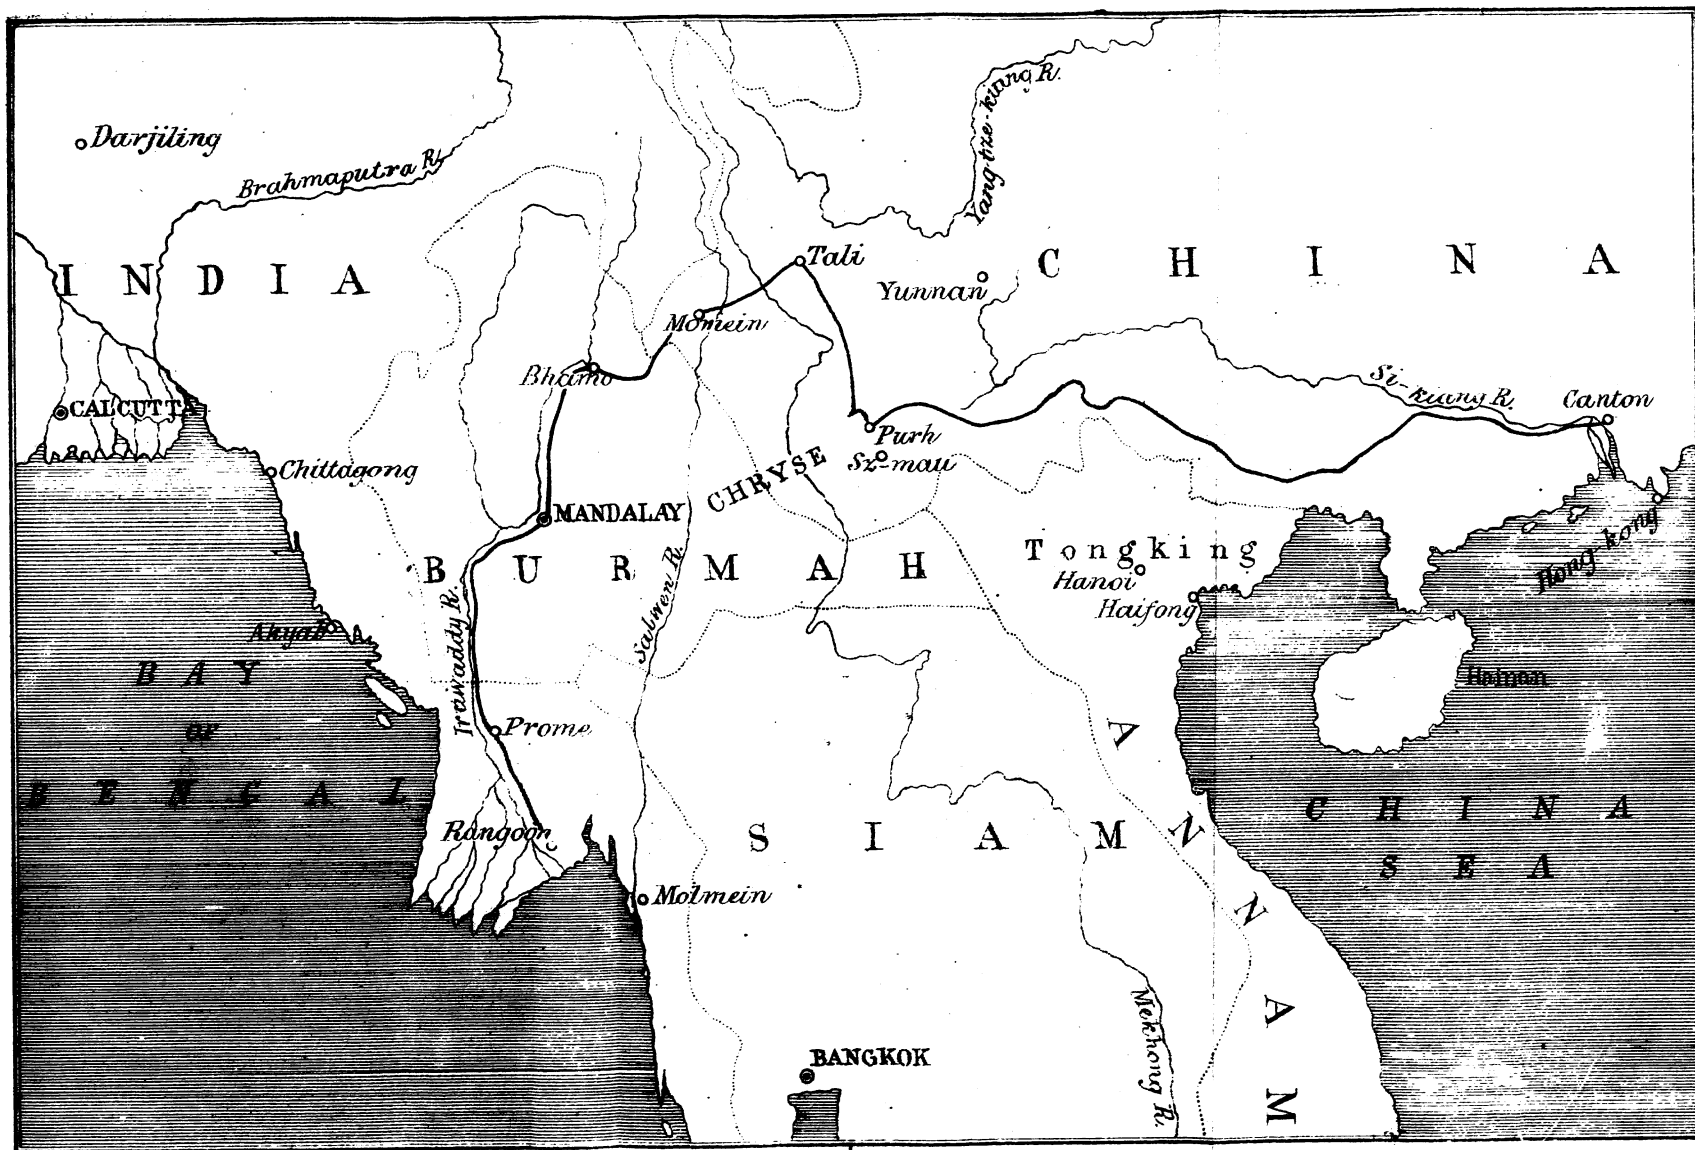 Yang-tze-kiang R.
Darjiling
Brahmaputra R.
INDIA
CHINA
Tali
Yunnan
Momein
Bhamo
Si-kiang R.
Canton
CALCUTTA
Purh
Sz-mau
Chittagong
CHRYSE
MANDALAY
Hong kong
Tongking
BURMAH
Hanoi
Haifong
Salwen R.
Irawaddy R.
Akyab
BAY
OF
BENGAL
Hainan
Prome
ANNAM
CHINA
SEA
Rangoon
SIAM
Molmein
Mekhong R.
BANGKOK